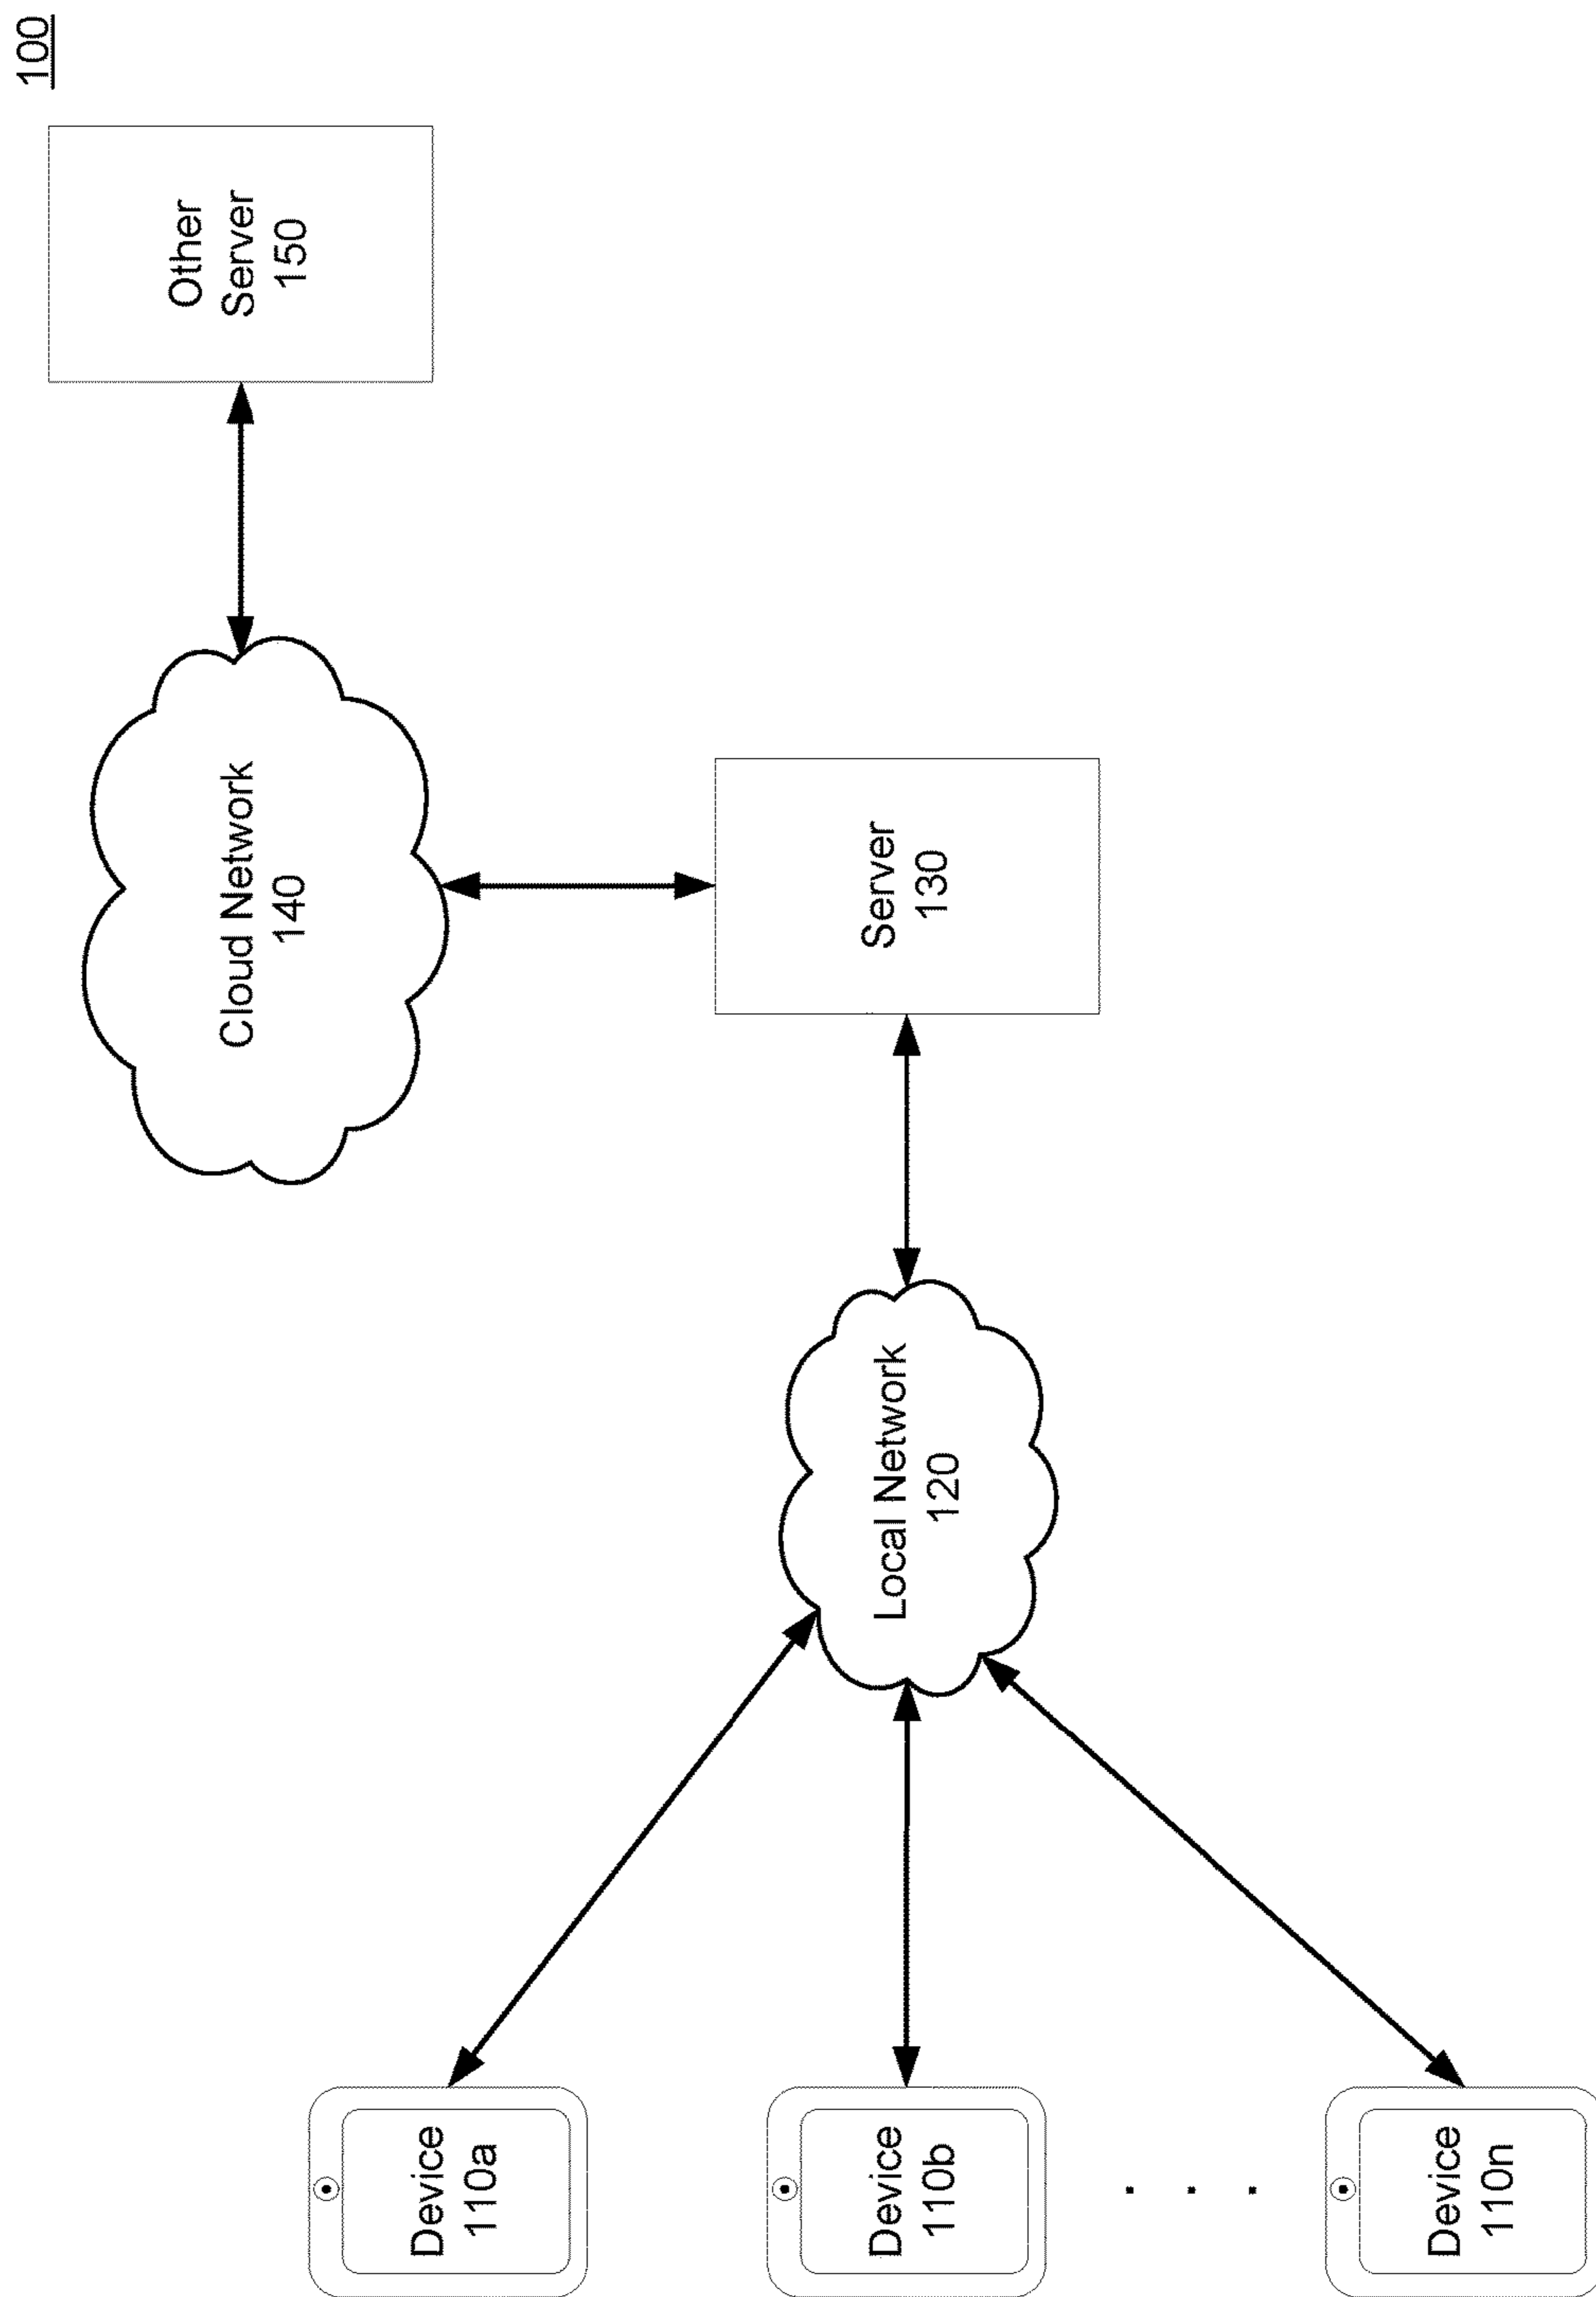 100
Other
Server
150
Cloud Network
140
Server
130
Local Network
120
Device
110a
Device
110b
Device
110n